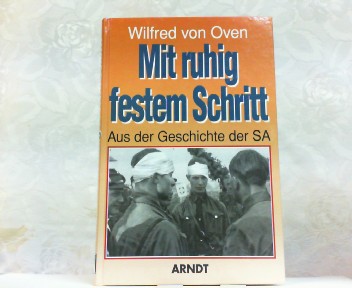 Wilfred von Oven
Mit ruhig
festem Schritt
Aus der Geschichte der SA
ARNDT